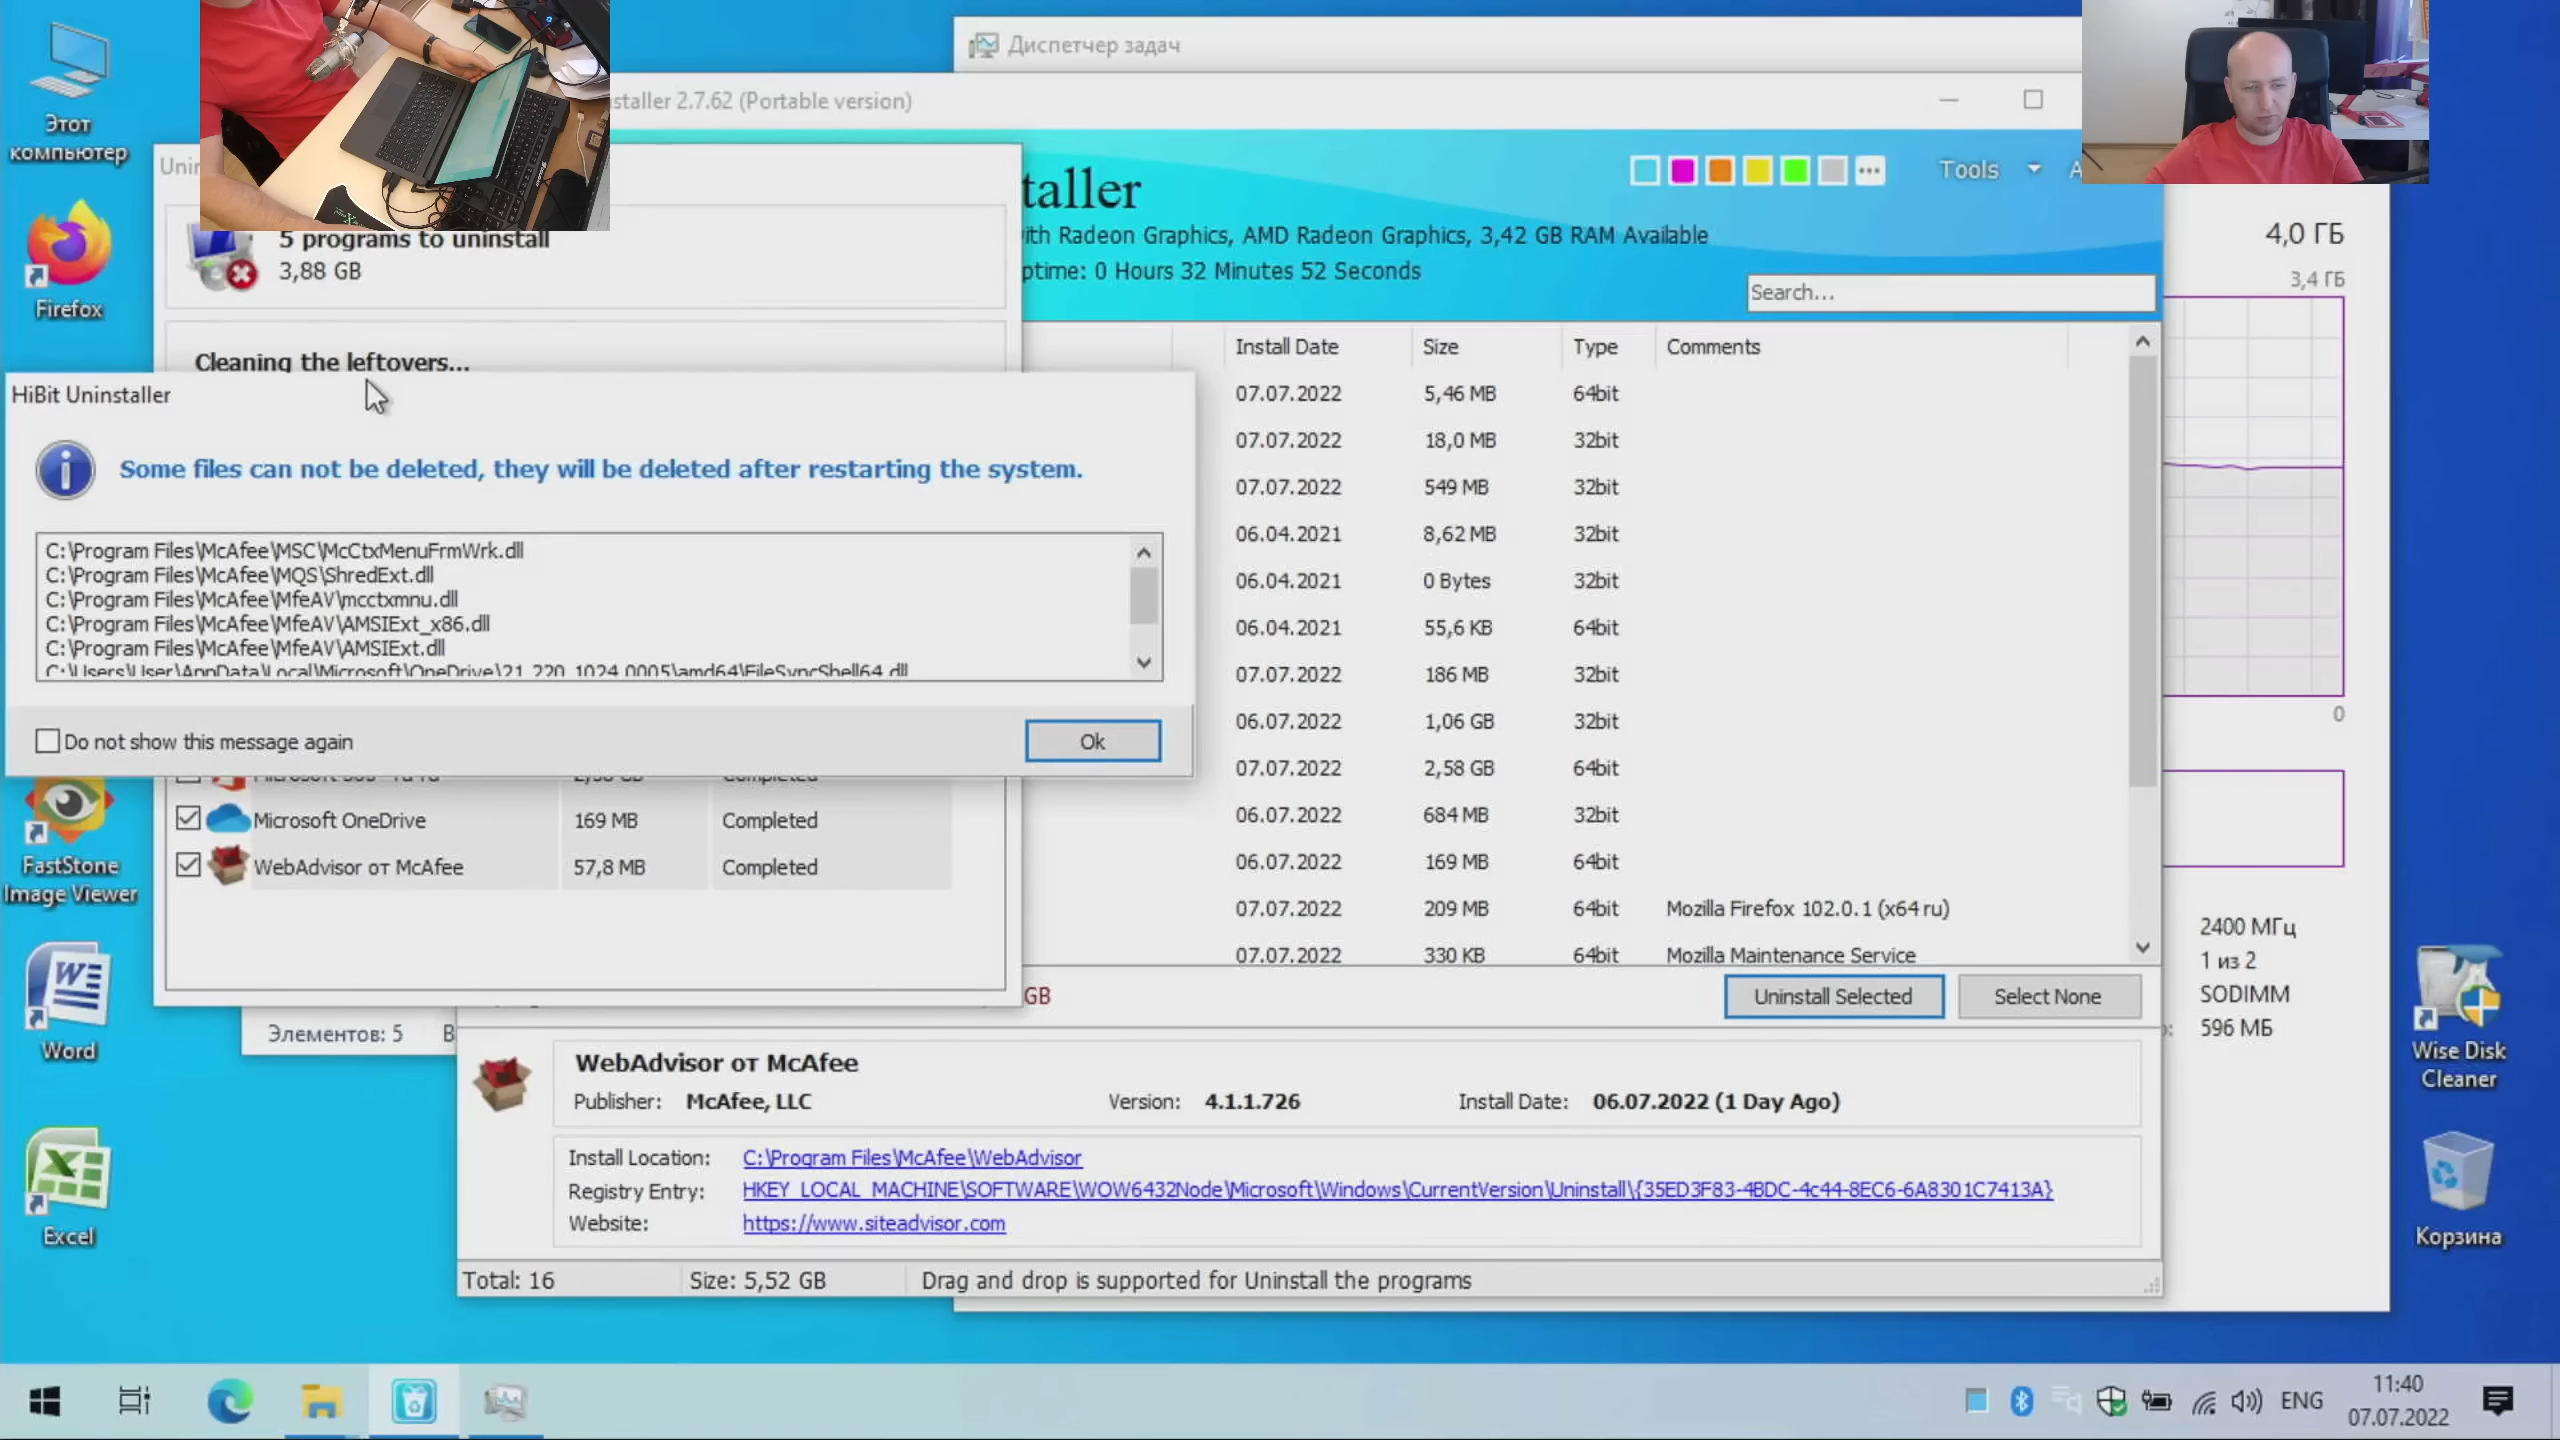 Этот
компьютер
Firefox
FastStone
Image Viewer
Word
Excel
Диспетчер задач
staller 2.7.62 (Portable version)
Unin
5 programs to uninstall
3,88 GB
Cleaning the leftovers...
taller
ith Radeon Graphics, AMD Radeon Graphics, 3,42 GB RAM Available
ptime: 0 Hours 32 Minutes 52 Seconds
Tools
Search...
4,0 ГБ
3,4 ГБ
HiBit Uninstaller
Some files can not be deleted, they will be deleted after restarting the system.
C:\Program Files\McAfee\MSC\McCtxMenuFrmWrk.dll
C:\Program Files\McAfee\MQS\ShredExt.dll
C:\Program Files\McAfee\MfeAV\mcctxmnu.dll
C:\Program Files\McAfee\MfeAV\AMSIExt_x86.dll
C:\Program Files\McAfee\MfeAV\AMSIExt.dll
C:\Users\User\AppData\Local\Microsoft\OneDrive\21.220.1024.0005\amd64\FileSyncShell64.dll
Do not show this message again
Ok
Microsoft OneDrive 169 MB Completed
WebAdvisor от McAfee 57,8 MB Completed
Install Date Size Type Comments
07.07.2022 5,46 MB 64bit
07.07.2022 18,0 MB 32bit
07.07.2022 549 MB 32bit
06.04.2021 8,62 MB 32bit
06.04.2021 0 Bytes 32bit
06.04.2021 55,6 KB 64bit
07.07.2022 186 MB 32bit
06.07.2022 1,06 GB 32bit
07.07.2022 2,58 GB 64bit
06.07.2022 684 MB 32bit
06.07.2022 169 MB 64bit
07.07.2022 209 MB 64bit Mozilla Firefox 102.0.1 (x64 ru)
07.07.2022 330 KB 64bit Mozilla Maintenance Service
GB
Uninstall Selected
Select None
0
2400 МГц
1 из 2
SODIMM
596 МБ
Элементов: 5
WebAdvisor от McAfee
Publisher: McAfee, LLC Version: 4.1.1.726 Install Date: 06.07.2022 (1 Day Ago)
Install Location: C:\Program Files\McAfee\WebAdvisor
Registry Entry: HKEY_LOCAL_MACHINE\SOFTWARE\WOW6432Node\Microsoft\Windows\CurrentVersion\Uninstall\{35ED3F83-4BDC-4c44-8EC6-6A8301C7413A}
Website: https://www.siteadvisor.com
Total: 16 Size: 5,52 GB Drag and drop is supported for Uninstall the programs
Wise Disk
Cleaner
Корзина
ENG
11:40
07.07.2022